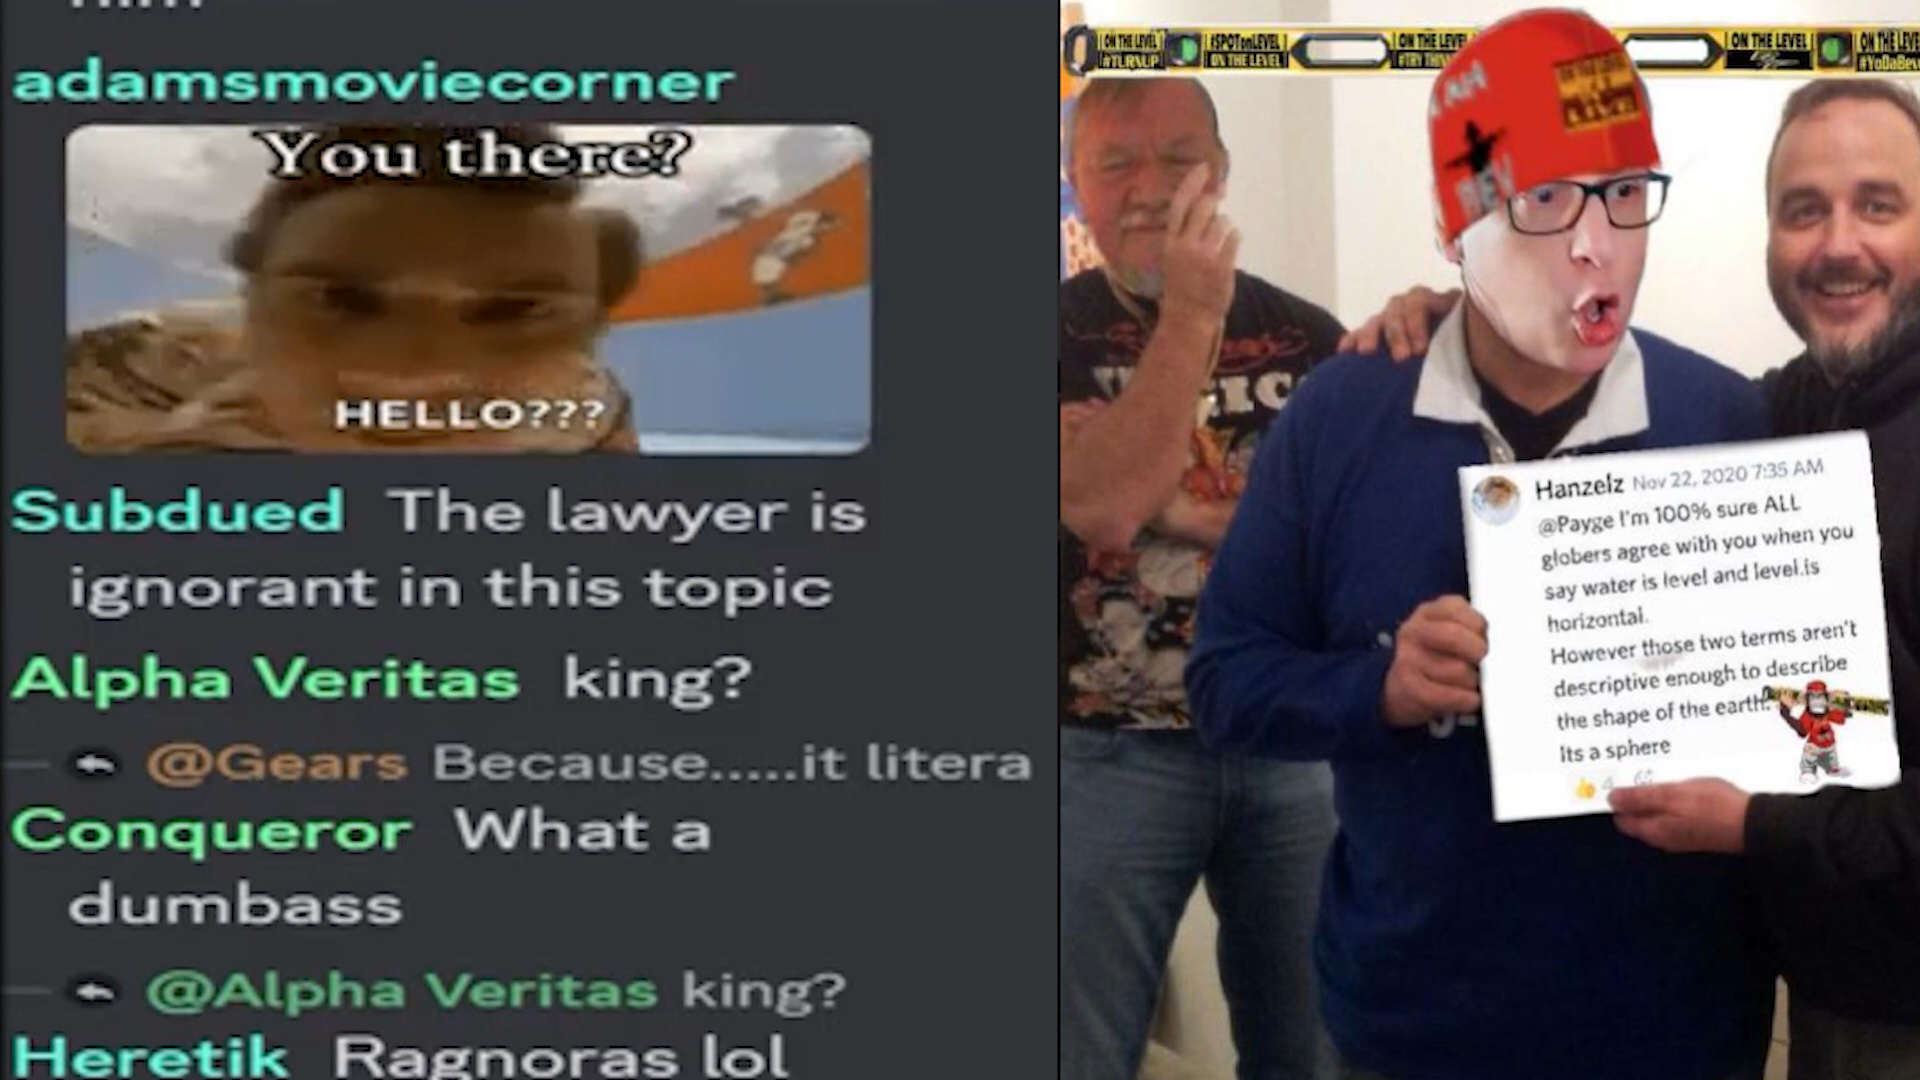 adamsmoviecorner
You there?
HELLO???
Subdued The lawyer is
ignorant in this topic
Alpha Veritas king?
@Gears Because.....it litera
Conqueror What a
dumbass
@Alpha Veritas king?
Heretik Ragnoras lol
ON THE LEVEL
#SPOTonLEVEL
ON THE LEVEL
ON THE LEVEL
ON THE LEVEL
Hanzelz Nov 22, 2020 7:35 AM
@Payge I'm 100% sure ALL
globers agree with you when you
say water is level and level.is
horizontal.
However those two terms aren't
descriptive enough to describe
the shape of the earth.
Its a sphere
4